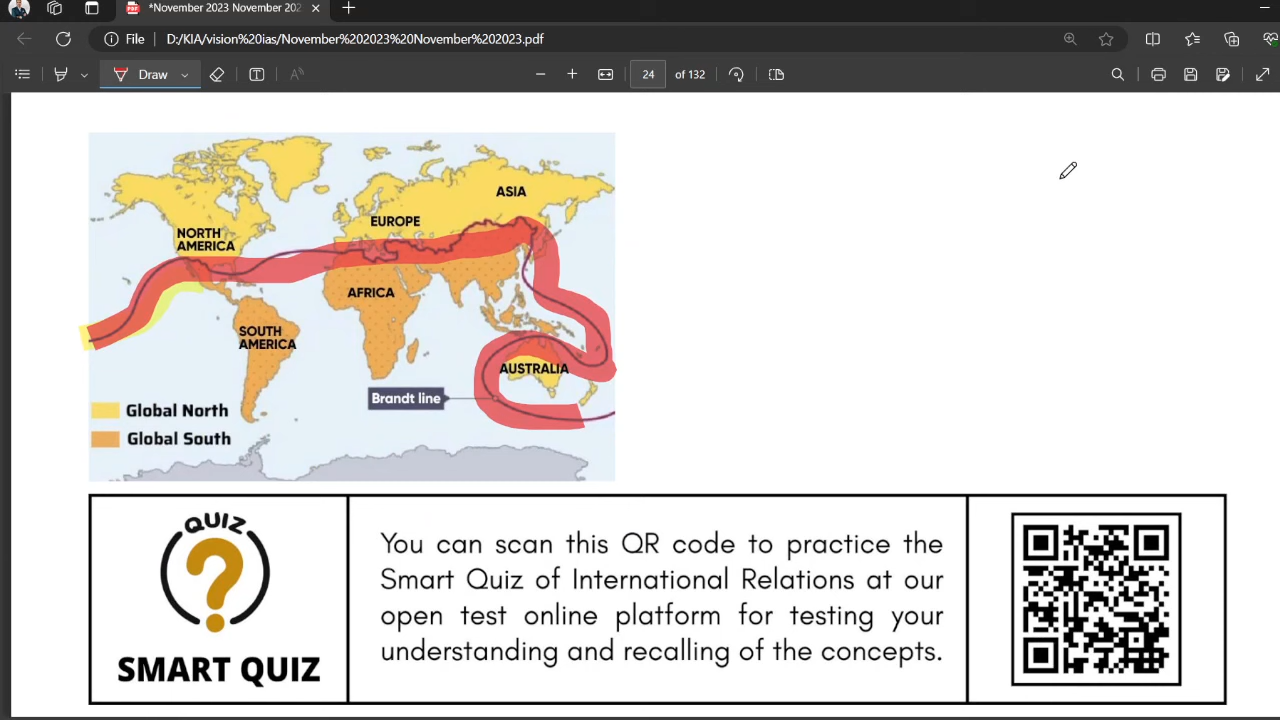 *November 2023 November 202
File D:/KIA/vision%20ias/November%202023%20November%202023.pdf
Draw 24 of 132
ASIA
EUROPE
NORTH
AMERICA
AFRICA
SOUTH
AMERICA
AUSTRALIA
Brandt line
Global North
Global South
QUIZ
?
SMART QUIZ
You can scan this QR code to practice the
Smart Quiz of International Relations at our
open test online platform for testing your
understanding and recalling of the concepts.